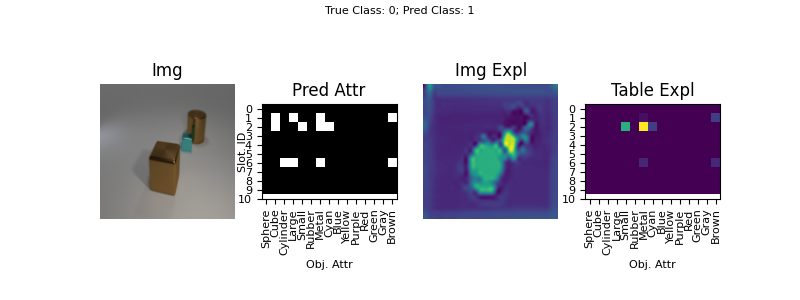 True Class: 0; Pred Class: 1
Img
Pred Attr
Img Expl
Table Expl
Slot. ID
0
1
2
3
4
5
6
7
8
9
10
Sphere
Cube
Cylinder
Large
Small
Rubber
Metal
Cyan
Blue
Yellow
Purple
Red
Green
Gray
Brown
Obj. Attr
0
1
2
3
4
5
6
7
8
9
10
Sphere
Cube
Cylinder
Large
Small
Rubber
Metal
Cyan
Blue
Yellow
Purple
Red
Green
Gray
Brown
Obj. Attr